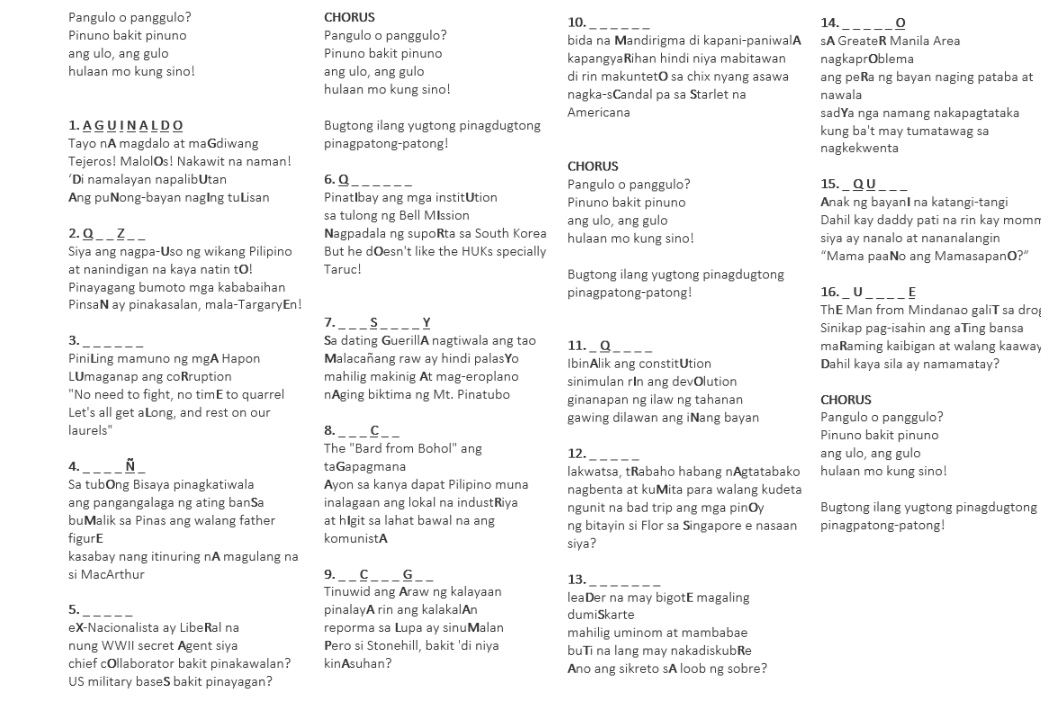 Pangulo o panggulo?
Pinuno bakit pinuno
ang ulo, ang gulo
hulaan mo kung sino!
1. A G U I N A L D O
Tayo nA magdalo at maGdiwang
Tejeros! MalolOs! Nakawit na naman!
‘Di namalayan napalibUtan
Ang puNong-bayan nagIng tuLisan
2. Q _ _ Z _ _
Siya ang nagpa-Uso ng wikang Pilipino
at nanindigan na kaya natin tO!
Pinayagang bumoto mga kababaihan
PinsaN ay pinakasalan, mala-TargaryEn!
3. _ _ _ _ _ _
PiniLing mamuno ng mgA Hapon
LUmaganap ang coRruption
"No need to fight, no timE to quarrel
Let's all get aLong, and rest on our
laurels"
4. _ _ _ _ Ñ _
Sa tubOng Bisaya pinagkatiwala
ang pangangalaga ng ating banSa
buMalik sa Pinas ang walang father
figurE
kasabay nang itinuring nA magulang na
si MacArthur
5. _ _ _ _ _
eX-Nacionalista ay LibeRal na
nung WWII secret Agent siya
chief cOllaborator bakit pinakawalan?
US military baseS bakit pinayagan?
CHORUS
Pangulo o panggulo?
Pinuno bakit pinuno
ang ulo, ang gulo
hulaan mo kung sino!
Bugtong ilang yugtong pinagdugtong
pinagpatong-patong!
6. Q _ _ _ _ _ _
PinatIbay ang mga institUtion
sa tulong ng Bell MIssion
Nagpadala ng supoRta sa South Korea
But he dOesn't like the HUKs specially
Taruc!
7. _ _ _ S _ _ _ _ Y
Sa dating GuerillA nagtiwala ang tao
Malacañang raw ay hindi palasYo
mahilig makinig At mag-eroplano
nAging biktima ng Mt. Pinatubo
8. _ _ _ C _ _
The "Bard from Bohol" ang
taGapagmana
Ayon sa kanya dapat Pilipino muna
inalagaan ang lokal na industRiya
at hIgit sa lahat bawal na ang
komunistA
9. _ _ C _ _ _ G _ _
Tinuwid ang Araw ng kalayaan
pinalayA rin ang kalakalAn
reporma sa Lupa ay sinuMalan
Pero si Stonehill, bakit 'di niya
kinAsuhan?
10. _ _ _ _ _ _
bida na Mandirigma di kapani-paniwalA
kapangyaRihan hindi niya mabitawan
di rin makuntetO sa chix nyang asawa
nagka-sCandal pa sa Starlet na
Americana
CHORUS
Pangulo o panggulo?
Pinuno bakit pinuno
ang ulo, ang gulo
hulaan mo kung sino!
Bugtong ilang yugtong pinagdugtong
pinagpatong-patong!
11. _ Q _ _ _ _
IbinAlik ang constitUtion
sinimulan rIn ang devOlution
ginanapan ng ilaw ng tahanan
gawing dilawan ang iNang bayan
12. _ _ _ _ _
lakwatsa, tRabaho habang nAgtatabako
nagbenta at kuMita para walang kudeta
ngunit na bad trip ang mga pinOy
ng bitayin si Flor sa Singapore e nasaan
siya?
13. _ _ _ _ _ _ _
leaDer na may bigotE magaling
dumiSkarte
mahilig uminom at mambabae
buTi na lang may nakadiskubRe
Ano ang sikreto sA loob ng sobre?
14. _ _ _ _ _ O
sA GreateR Manila Area
nagkaprOblema
ang peRa ng bayan naging pataba at
nawala
sadYa nga namang nakapagtataka
kung ba't may tumatawag sa
nagkekwenta
15. _ Q U _ _ _
Anak ng bayanI na katangi-tangi
Dahil kay daddy pati na rin kay momm
siya ay nanalo at nananalangin
“Mama paaNo ang MamasapanO?”
16. _ U _ _ _ _ E
ThE Man from Mindanao galiT sa drog
Sinikap pag-isahin ang aTing bansa
maRaming kaibigan at walang kaaway
Dahil kaya sila ay namamatay?
CHORUS
Pangulo o panggulo?
Pinuno bakit pinuno
ang ulo, ang gulo
hulaan mo kung sino!
Bugtong ilang yugtong pinagdugtong
pinagpatong-patong!